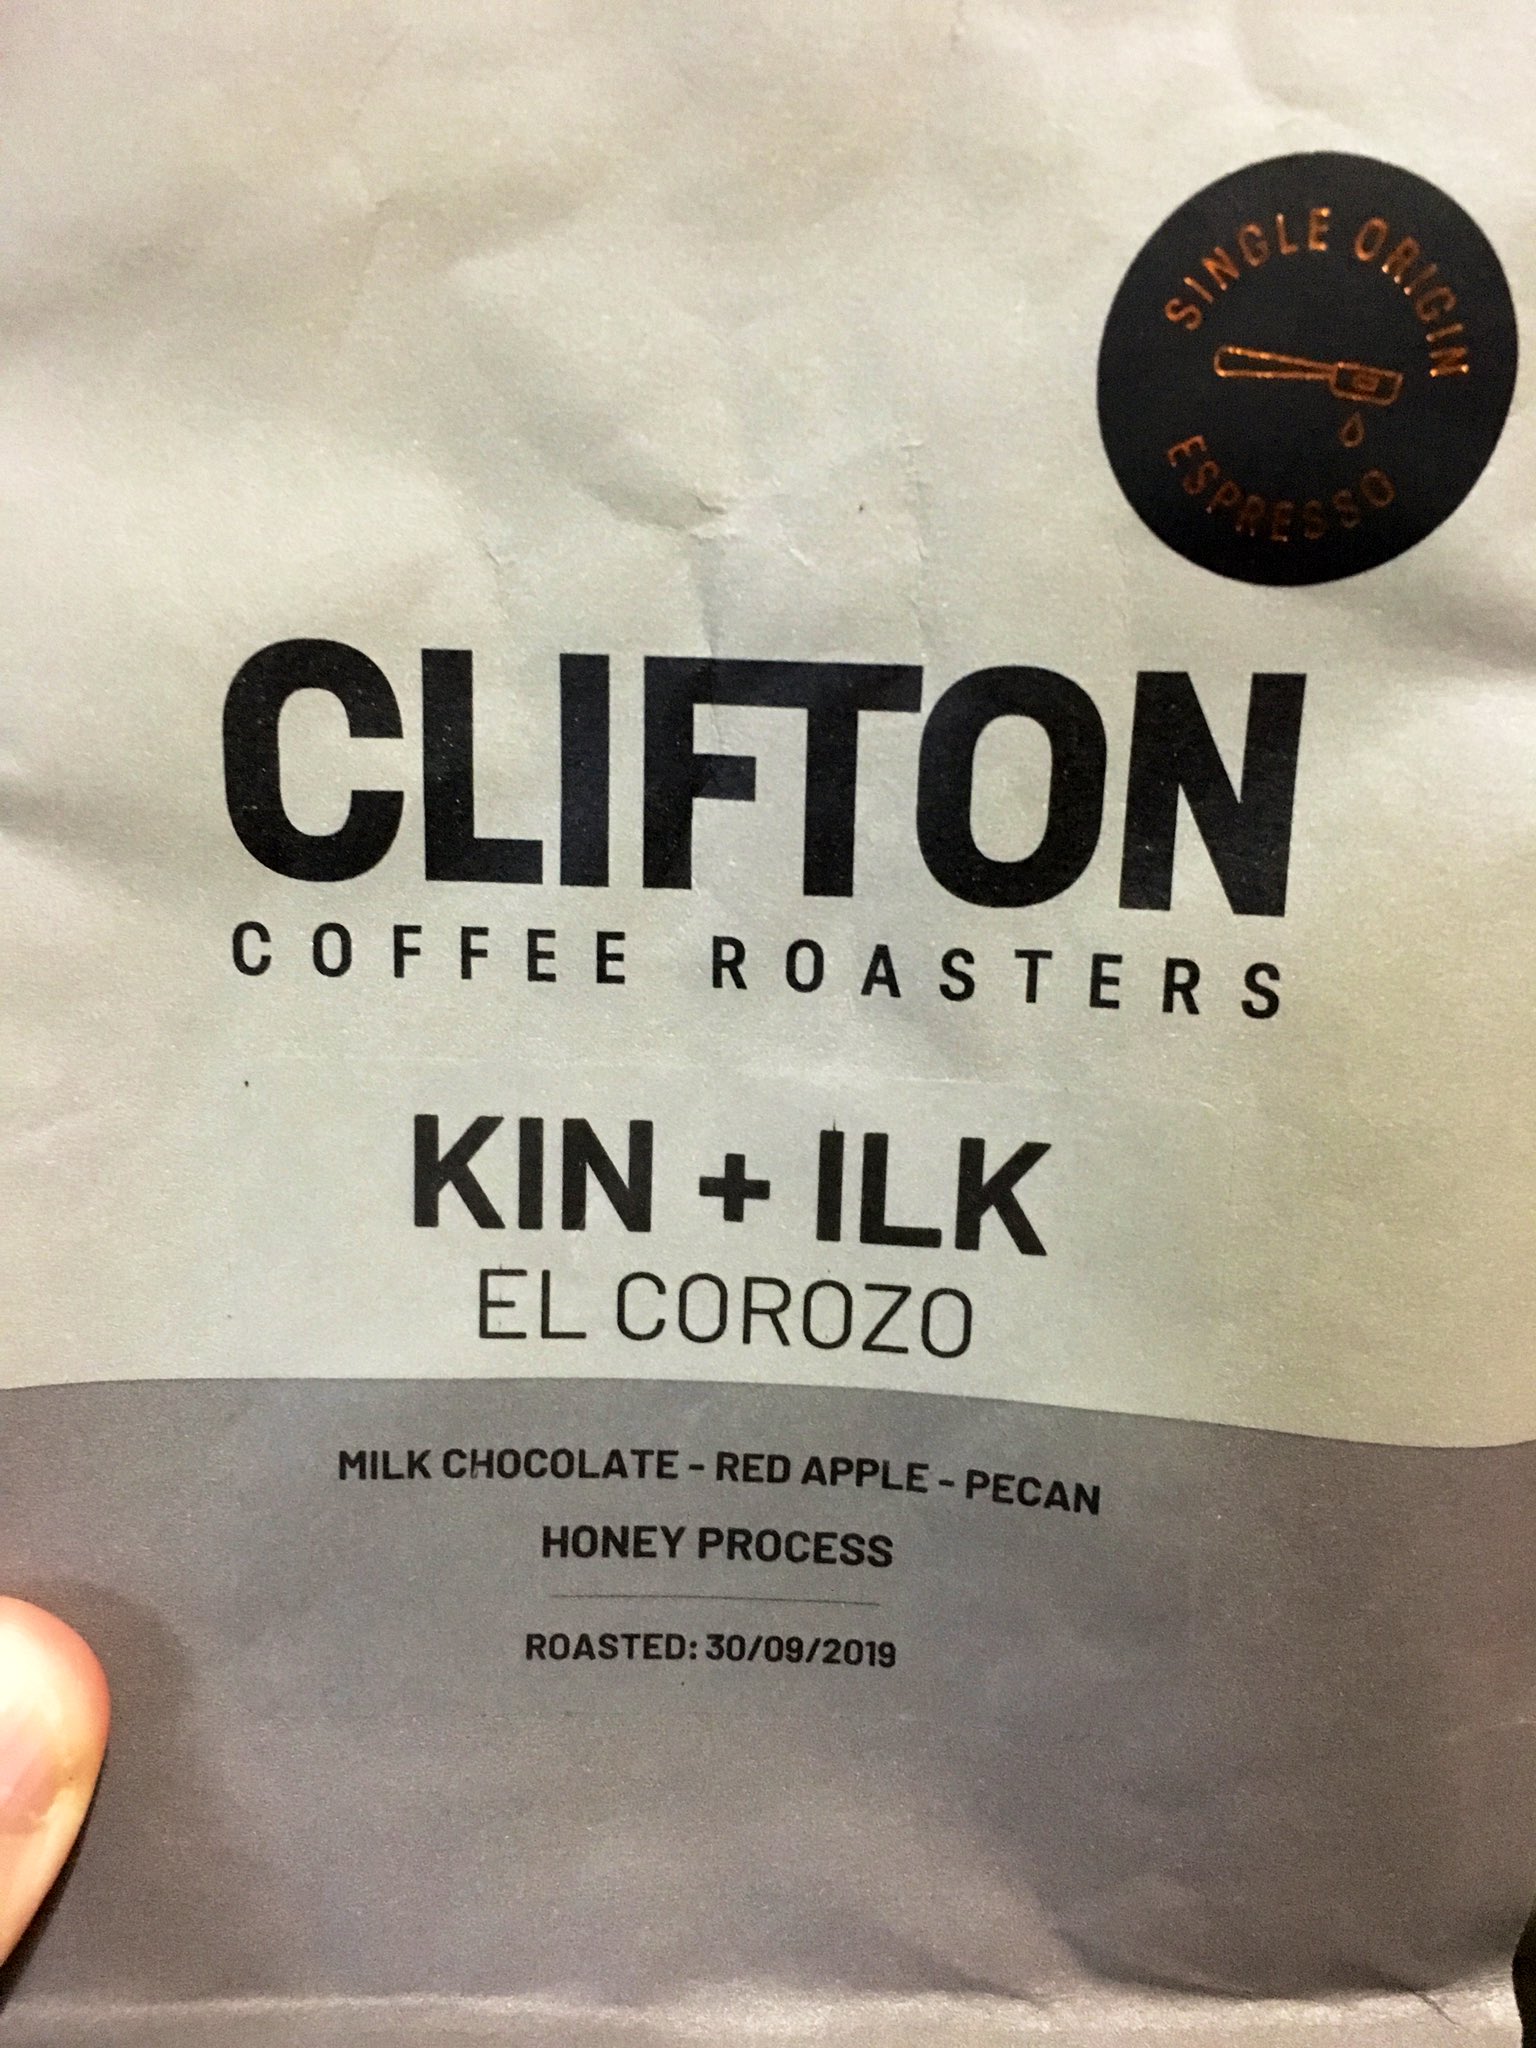 SINGLE ORIGIN
ESPRESSO
CLIFTON
COFFEE ROASTERS
KIN + ILK
EL COROZO
MILK CHOCOLATE - RED APPLE - PECAN
HONEY PROCESS
ROASTED: 30/09/2019